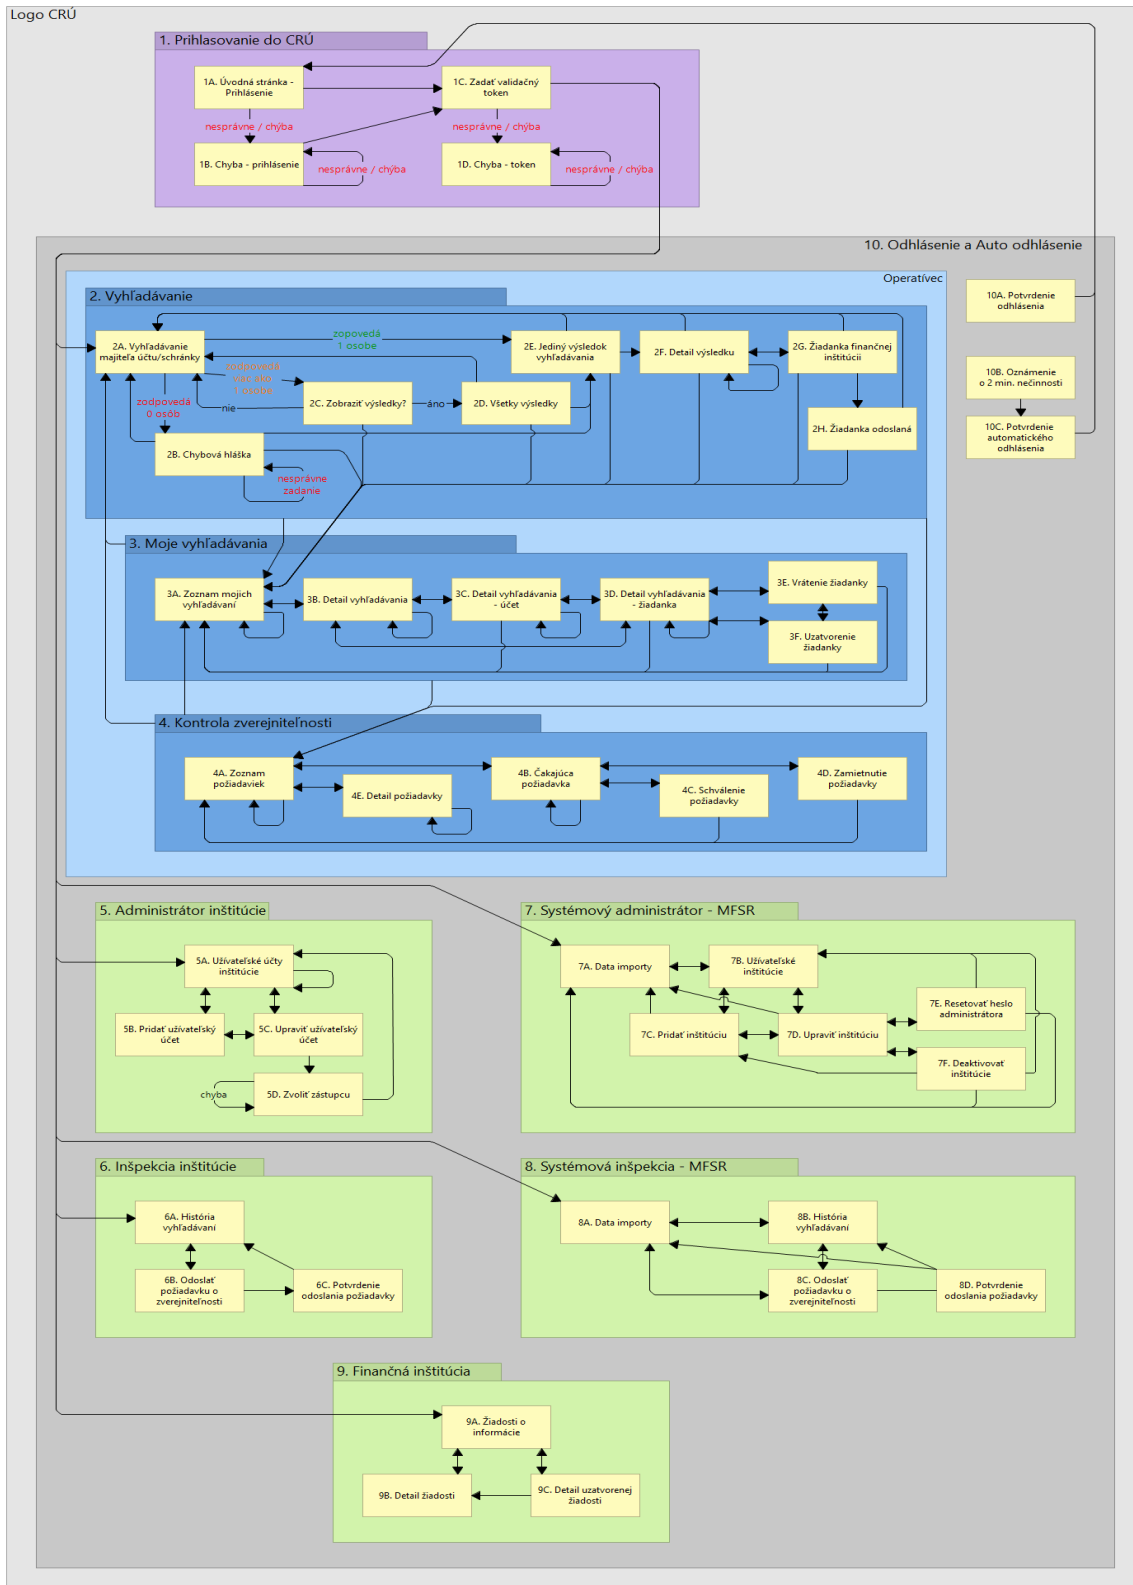 Logo CRÚ
1. Prihlasovanie do CRÚ
1A. Úvodná stránka -
Prihlásenie
1C. Zadať validačný
token
nesprávne / chýba
nesprávne / chýba
1B. Chyba - prihlásenie
nesprávne / chýba
1D. Chyba - token
nesprávne / chýba
10. Odhlásenie a Auto odhlásenie
Operatívec
10A. Potvrdenie
odhlásenia
10B. Oznámenie
o 2 min. nečinnosti
10C. Potvrdenie
automatického
odhlásenia
2. Vyhľadávanie
2A. Vyhľadávanie
majiteľa účtu/schránky
zopovedá
1 osobe
2E. Jediný výsledok
vyhľadávania
2F. Detail výsledku
2G. Žiadanka finančnej
inštitúcii
zodpovedá
viac ako
1 osobe
zodpovedá
0 osôb
nie
2C. Zobraziť výsledky?
áno
2D. Všetky výsledky
2H. Žiadanka odoslaná
2B. Chybová hláška
nesprávne
zadanie
3. Moje vyhľadávania
3A. Zoznam mojich
vyhľadávaní
3B. Detail vyhľadávania
3C. Detail vyhľadávania
- účet
3D. Detail vyhľadávania
- žiadanka
3E. Vrátenie žiadanky
3F. Uzatvorenie
žiadanky
4. Kontrola zverejniteľnosti
4A. Zoznam
požiadaviek
4E. Detail požiadavky
4B. Čakajúca
požiadavka
4C. Schválenie
požiadavky
4D. Zamietnutie
požiadavky
5. Administrátor inštitúcie
5A. Užívateľské účty
inštitúcie
5B. Pridať užívateľský
účet
5C. Upraviť užívateľský
účet
chyba
5D. Zvoliť zástupcu
7. Systémový administrátor - MFSR
7A. Data importy
7B. Užívateľské
inštitúcie
7C. Pridať inštitúciu
7D. Upraviť inštitúciu
7E. Resetovať heslo
administrátora
7F. Deaktivovať
inštitúcie
6. Inšpekcia inštitúcie
6A. História
vyhľadávaní
6B. Odoslať
požiadavku o
zverejniteľnosti
6C. Potvrdenie
odoslania požiadavky
8. Systémová inšpekcia - MFSR
8A. Data importy
8B. História
vyhľadávaní
8C. Odoslať
požiadavku o
zverejniteľnosti
8D. Potvrdenie
odoslania požiadavky
9. Finančná inštitúcia
9A. Žiadosti o
informácie
9B. Detail žiadosti
9C. Detail uzatvorenej
žiadosti